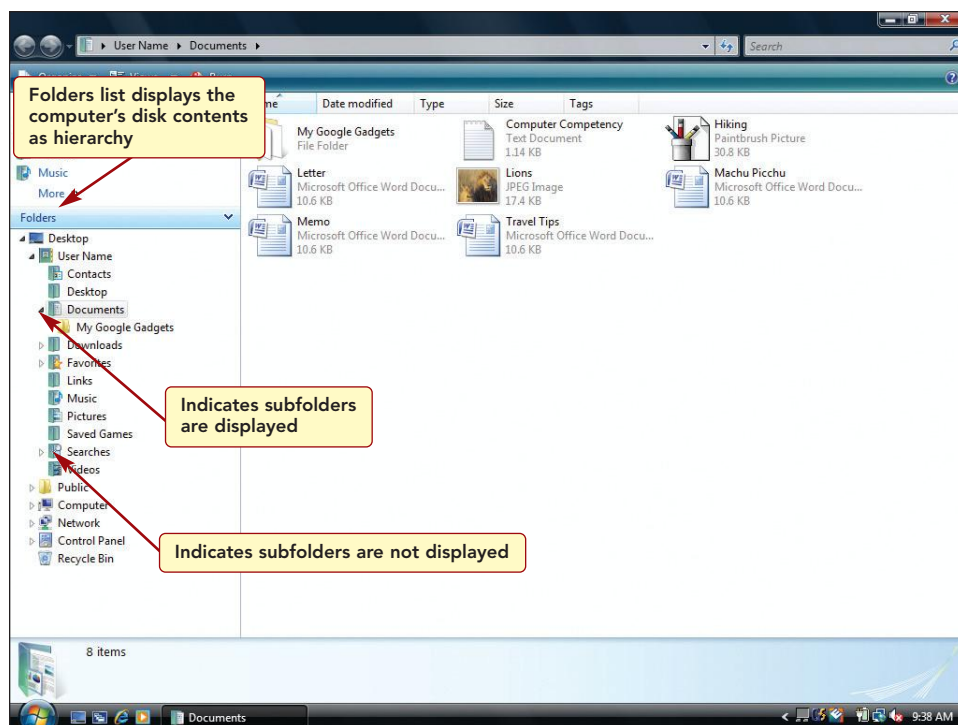 User Name ▸ Documents ▸
Search
Folders list displays the
computer's disk contents
as hierarchy
Date modified Type Size Tags
Music
More
Folders
Desktop
User Name
Contacts
Desktop
Documents
My Google Gadgets
Downloads
Favorites
Links
Music
Pictures
Saved Games
Searches
Videos
Public
Computer
Network
Control Panel
Recycle Bin
My Google Gadgets
File Folder
Computer Competency
Text Document
1.14 KB
Hiking
Paintbrush Picture
30.8 KB
Letter
Microsoft Office Word Docu...
10.6 KB
Lions
JPEG Image
17.4 KB
Machu Picchu
Microsoft Office Word Docu...
10.6 KB
Memo
Microsoft Office Word Docu...
10.6 KB
Travel Tips
Microsoft Office Word Docu...
10.6 KB
Indicates subfolders
are displayed
Indicates subfolders are not displayed
8 items
Documents
9:38 AM